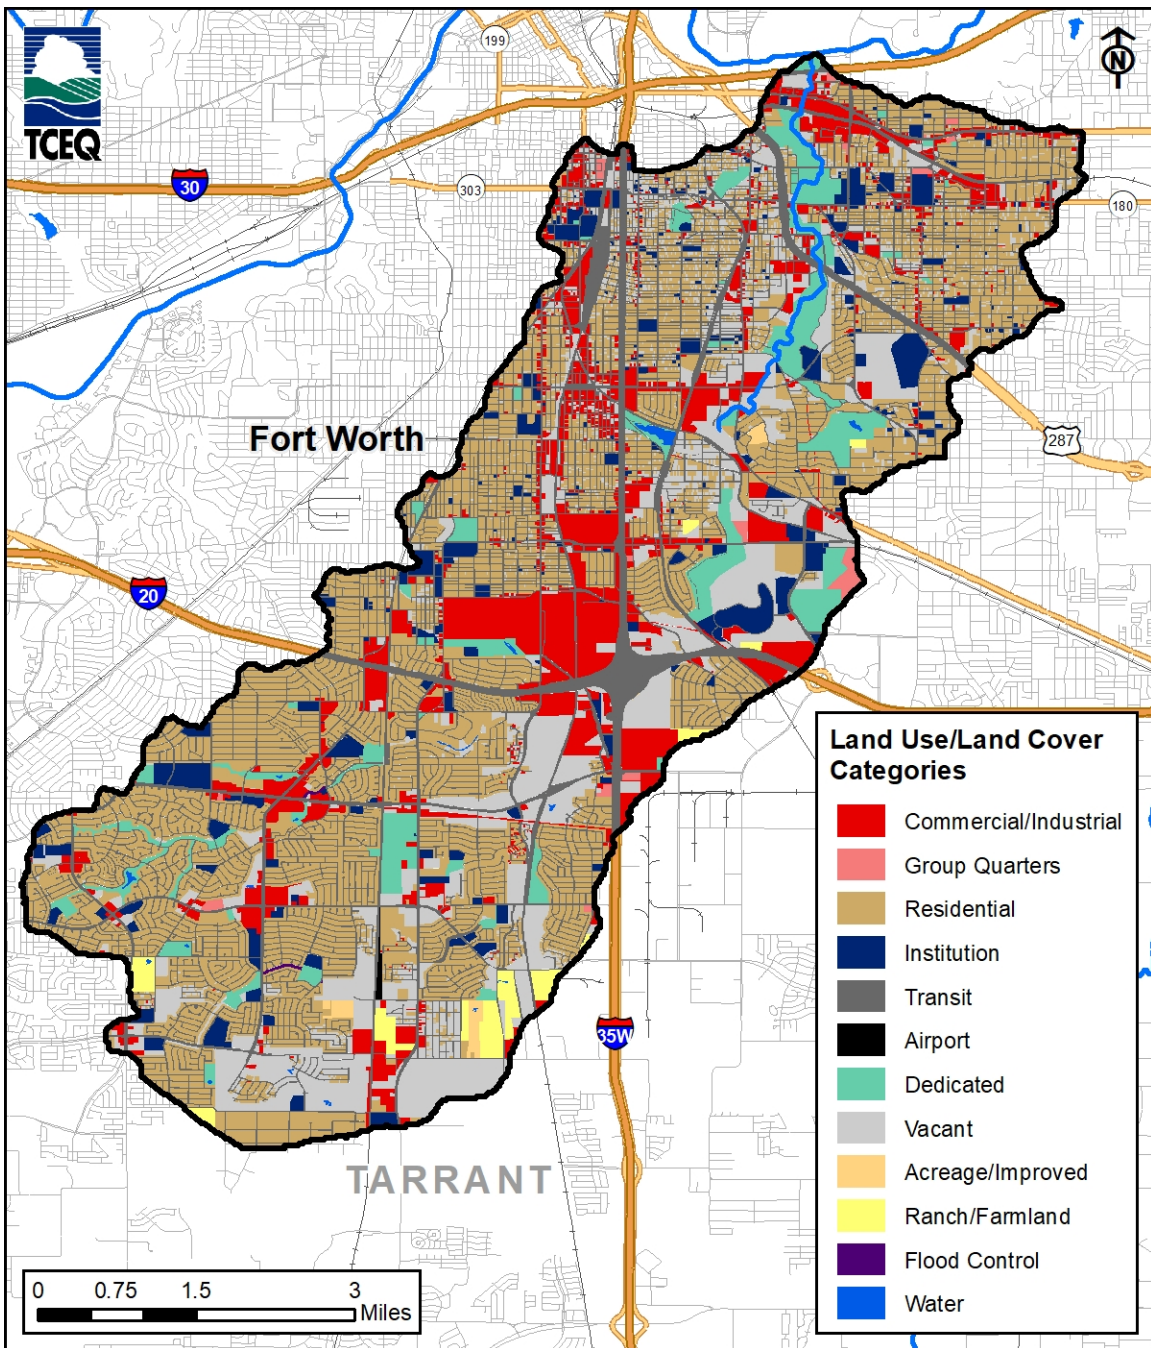 199
N
TCEQ
30
303
180
Fort Worth
287
20
Land Use/Land Cover
Categories
Commercial/Industrial
Group Quarters
Residential
Institution
Transit
Airport
Dedicated
Vacant
Acreage/Improved
Ranch/Farmland
Flood Control
Water
35W
TARRANT
0 0.75 1.5 3
Miles